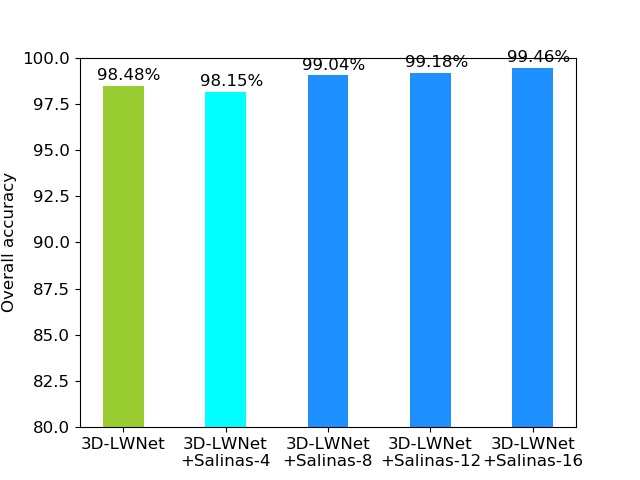 98.48%
98.15%
99.04%
99.18%
99.46%
100.0
97.5
95.0
92.5
90.0
87.5
85.0
82.5
80.0
Overall accuracy
3D-LWNet
3D-LWNet
+Salinas-4
3D-LWNet
+Salinas-8
3D-LWNet
+Salinas-12
3D-LWNet
+Salinas-16